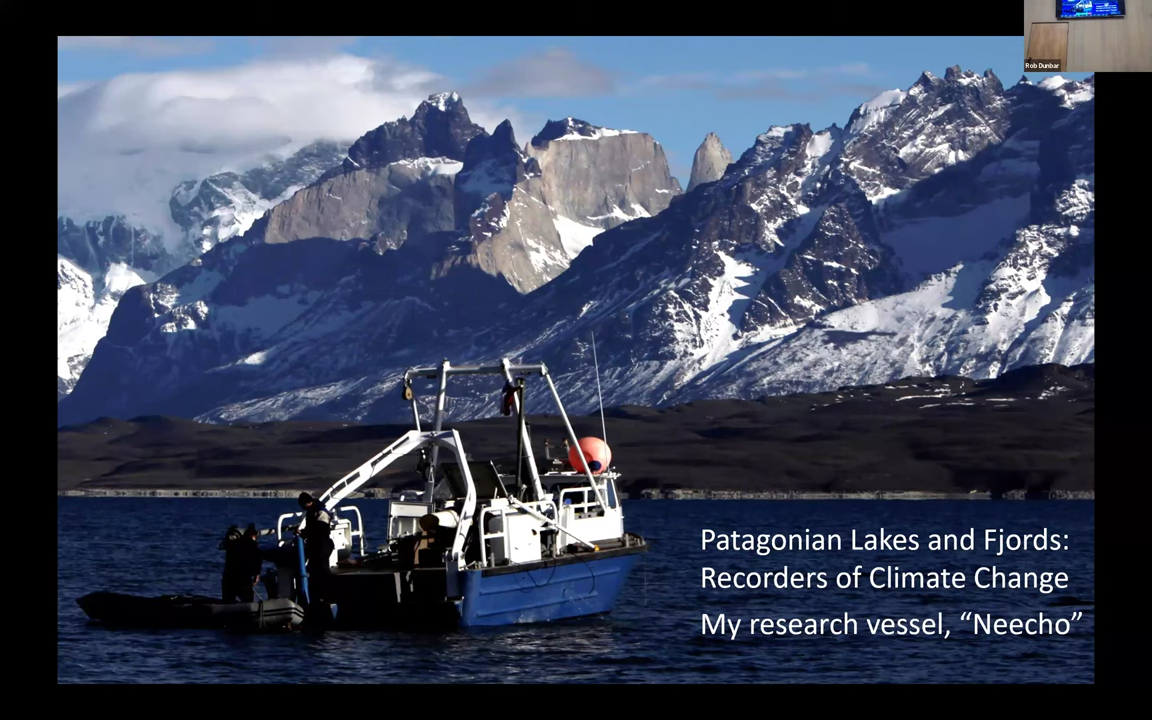 Rob Dunbar
Patagonian Lakes and Fjords:
Recorders of Climate Change
My research vessel, “Neecho”